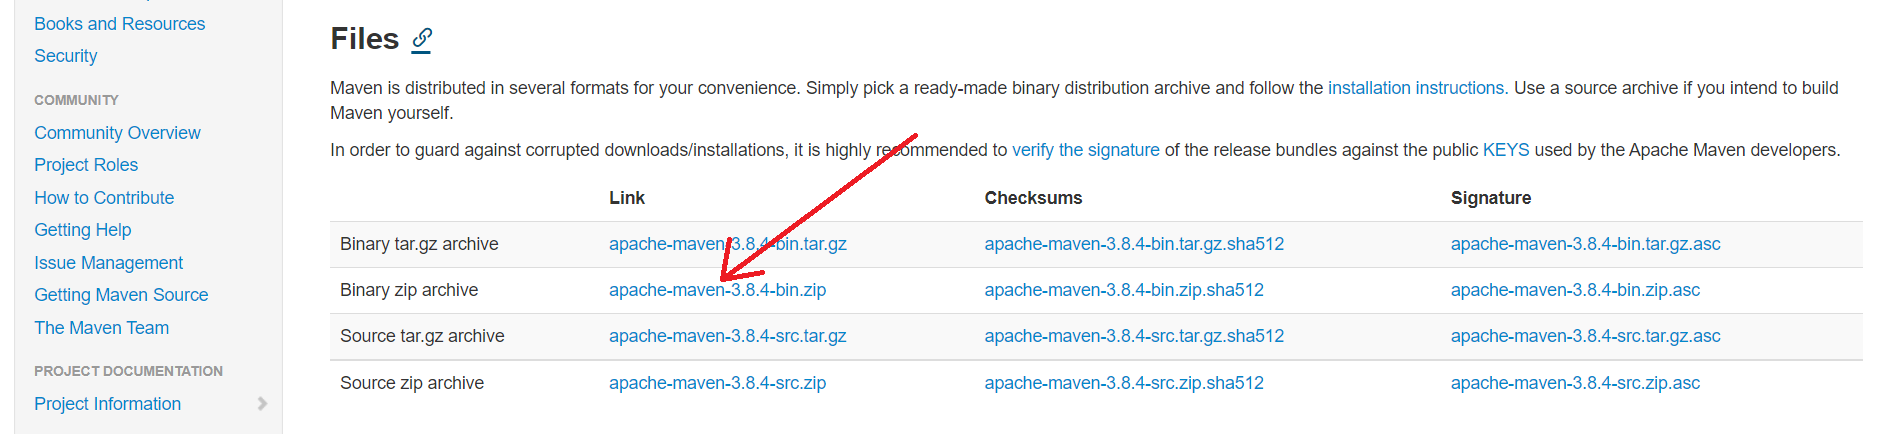 Books and Resources
Security
COMMUNITY
Community Overview
Project Roles
How to Contribute
Getting Help
Issue Management
Getting Maven Source
The Maven Team
PROJECT DOCUMENTATION
Project Information
Files
Maven is distributed in several formats for your convenience. Simply pick a ready-made binary distribution archive and follow the installation instructions. Use a source archive if you intend to build
Maven yourself.
In order to guard against corrupted downloads/installations, it is highly recommended to verify the signature of the release bundles against the public KEYS used by the Apache Maven developers.
Link Checksums Signature
Binary tar.gz archive apache-maven-3.8.4-bin.tar.gz apache-maven-3.8.4-bin.tar.gz.sha512 apache-maven-3.8.4-bin.tar.gz.asc
Binary zip archive apache-maven-3.8.4-bin.zip apache-maven-3.8.4-bin.zip.sha512 apache-maven-3.8.4-bin.zip.asc
Source tar.gz archive apache-maven-3.8.4-src.tar.gz apache-maven-3.8.4-src.tar.gz.sha512 apache-maven-3.8.4-src.tar.gz.asc
Source zip archive apache-maven-3.8.4-src.zip apache-maven-3.8.4-src.zip.sha512 apache-maven-3.8.4-src.zip.asc